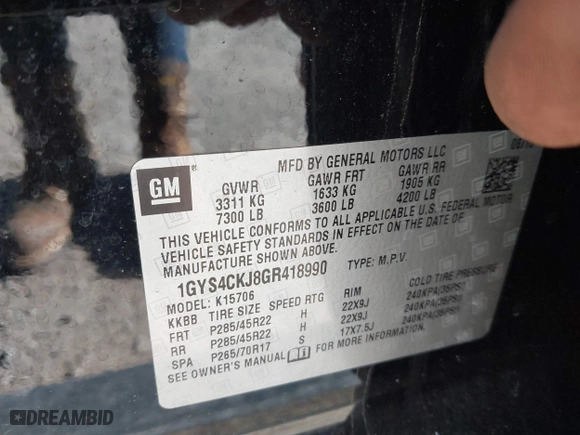 MFD BY GENERAL MOTORS LLC
GM
GVWR GAWR FRT GAWR RR
3311 KG 1633 KG 1905 KG
7300 LB 3600 LB 4200 LB
THIS VEHICLE CONFORMS TO ALL APPLICABLE U.S. FEDERAL MOTOR
VEHICLE SAFETY STANDARDS IN EFFECT ON THE DATE OF
MANUFACTURE SHOWN ABOVE.
1GYS4CKJ8GR418990 TYPE: M.P.V.
MODEL: K15706
KKBB TIRE SIZE SPEED RTG RIM COLD TIRE PRESSURE
FRT P285/45R22 H 22X9J 240KPA(35PSI)
RR P285/45R22 H 22X9J 240KPA(35PSI)
SPA P265/70R17 S 17X7.5J 240KPA(35PSI)
SEE OWNER'S MANUAL FOR MORE INFORMATION.
DREAMBID